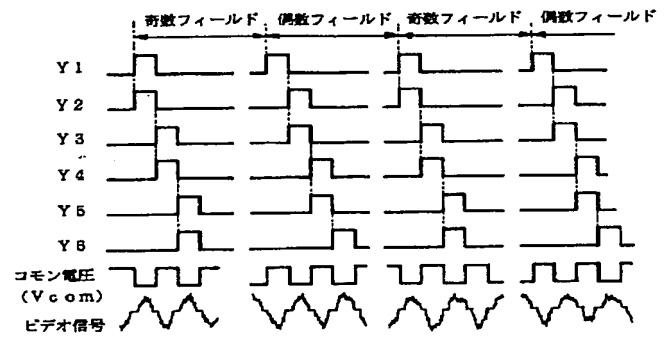 奇数フィールド 偶数フィールド 奇数フィールド 偶数フィールド
Y1
Y2
Y3
Y4
Y5
Y6
コモン電圧
(Vcom)
ビデオ信号